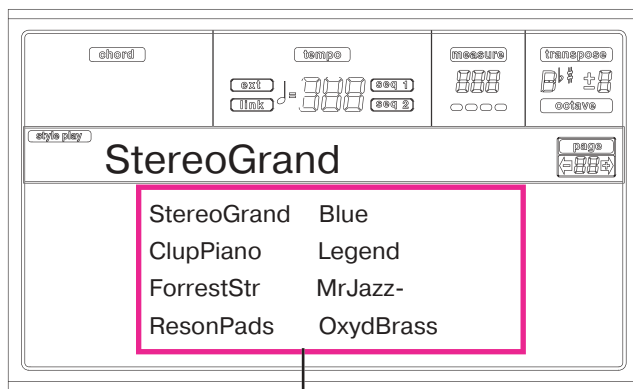 chord tempo measure transpose
ext seq 1
link seq 2 octave
style play
StereoGrand page
StereoGrand Blue
ClupPiano Legend
ForrestStr MrJazz-
ResonPads OxydBrass